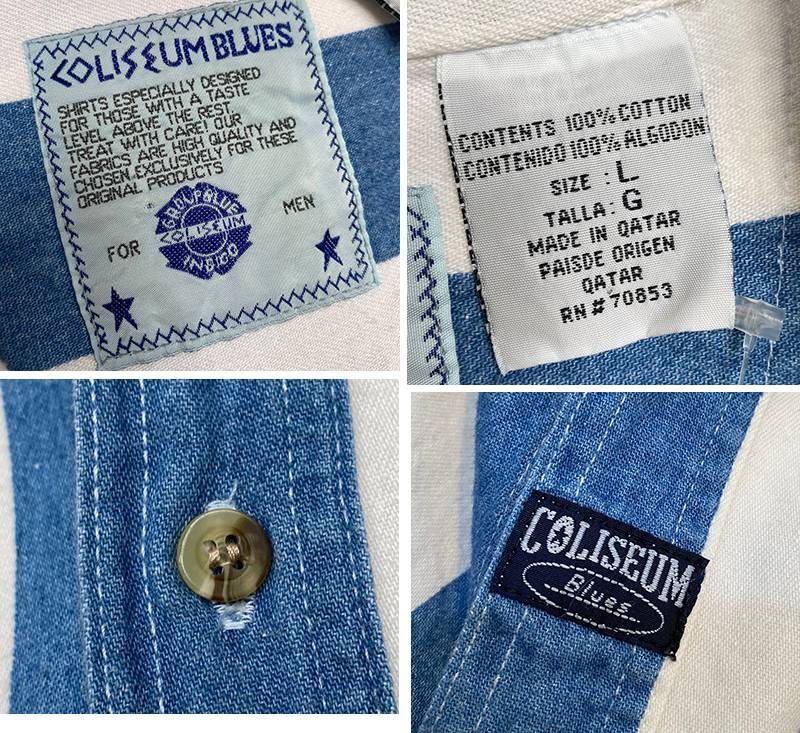 COLISEUM BLUES
SHIRTS ESPECIALLY DESIGNED
FOR THOSE WITH A TASTE
LEVEL ABOVE THE REST.
TREAT WITH CARE! OUR
FABRICS ARE HIGH QUALITY AND
CHOSEN EXCLUSIVELY FOR THESE
ORIGINAL PRODUCTS
GROUP BLUE
COLISEUM
INDIGO
FOR MEN
CONTENTS 100% COTTON
CONTENIDO 100% ALGODON
SIZE : L
TALLA: G
MADE IN QATAR
PAISDE ORIGEN
QATAR
RN# 70853
COLISEUM
Blues